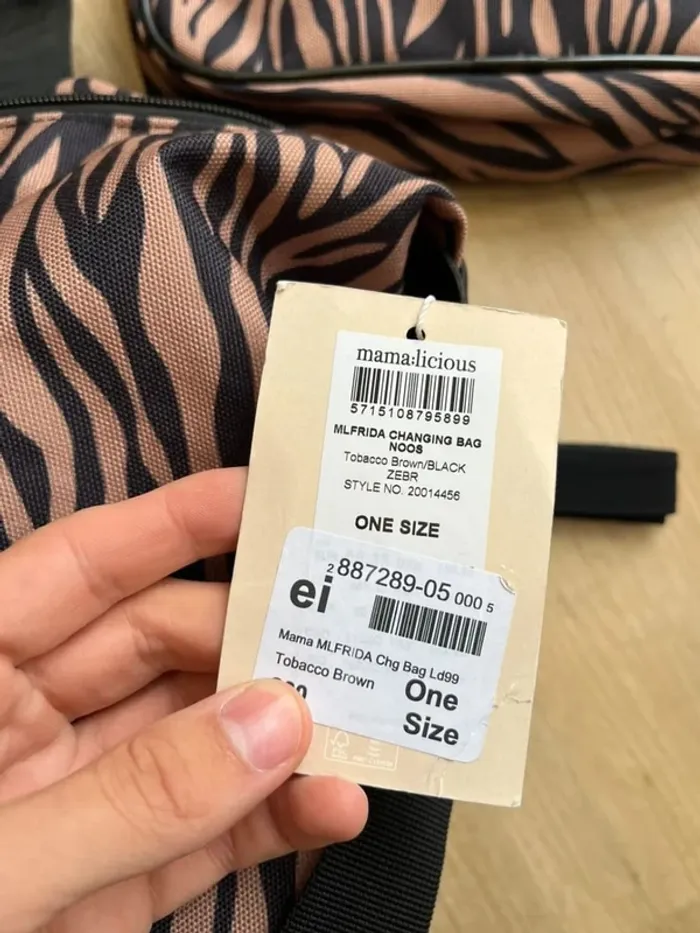 mama:licious
5715108795899
MLFRIDA CHANGING BAG
NOOS
Tobacco Brown/BLACK
ZEBR
STYLE NO. 20014456
ONE SIZE
2 887289-05 000 5
ei
Mama MLFRIDA Chg Bag Ld99
Tobacco Brown
One
Size